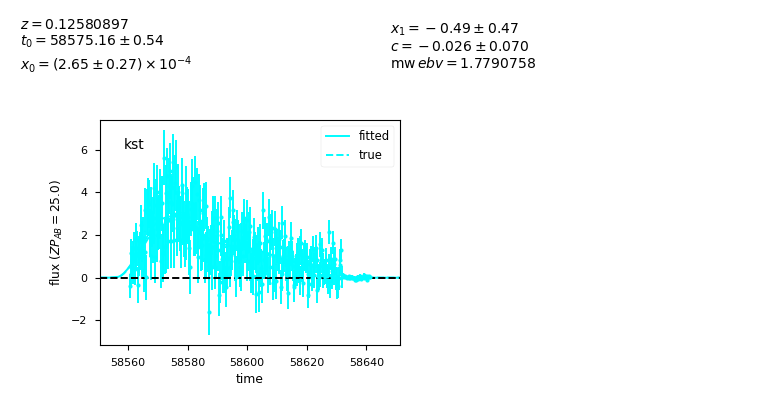 z = 0.12580897
t₀ = 58575.16 ± 0.54
x₀ = (2.65 ± 0.27) × 10⁻⁴
x₁ = −0.49 ± 0.47
c = −0.026 ± 0.070
mw ebv = 1.7790758
kst
fitted
true
6
4
2
0
−2
flux (ZP_AB = 25.0)
58560 58580 58600 58620 58640
time